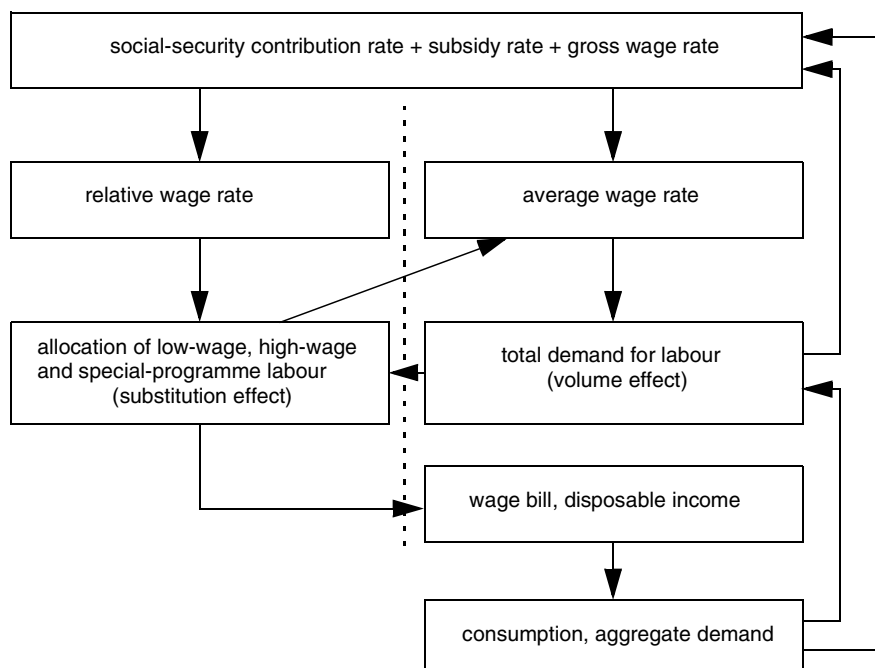 social-security contribution rate + subsidy rate + gross wage rate
relative wage rate
average wage rate
allocation of low-wage, high-wage
and special-programme labour
(substitution effect)
total demand for labour
(volume effect)
wage bill, disposable income
consumption, aggregate demand